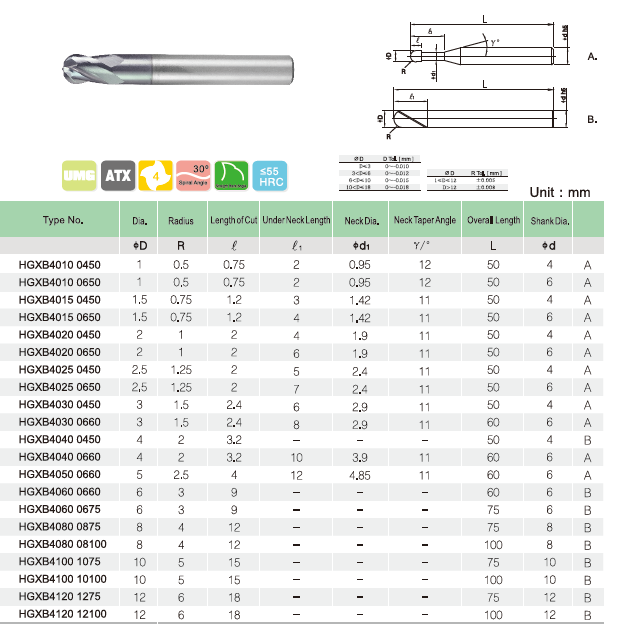 L
ℓ1
ℓ
γ°
ΦD
R
Φd1
Φd h6
A.
L
ℓ1
ΦD
R
Φd h6
B.
UMG
ATX
4
30°
Spiral Angle
≤55
HRC
Φ D D Tol. ( mm )
D≤3 0~-0.010
3<D≤6 0~-0.012
6<D≤10 0~-0.015
10<D≤18 0~-0.018
Φ D R Tol. ( mm )
1<D≤12 ±0.005
D>12 ±0.008
Unit : mm
Type No. Dia. Radius Length of Cut Under Neck Length Neck Dia. Neck Taper Angle Overall Length Shank Dia.
ΦD R ℓ ℓ1 Φd1 γ/° L Φd
HGXB4010 0450 1 0.5 0.75 2 0.95 12 50 4 A
HGXB4010 0650 1 0.5 0.75 2 0.95 12 50 6 A
HGXB4015 0450 1.5 0.75 1.2 3 1.42 11 50 4 A
HGXB4015 0650 1.5 0.75 1.2 4 1.42 11 50 6 A
HGXB4020 0450 2 1 2 4 1.9 11 50 4 A
HGXB4020 0650 2 1 2 6 1.9 11 50 6 A
HGXB4025 0450 2.5 1.25 2 5 2.4 11 50 4 A
HGXB4025 0650 2.5 1.25 2 7 2.4 11 50 6 A
HGXB4030 0450 3 1.5 2.4 6 2.9 11 50 4 A
HGXB4030 0660 3 1.5 2.4 8 2.9 11 60 6 A
HGXB4040 0450 4 2 3.2 – – – 50 4 B
HGXB4040 0660 4 2 3.2 10 3.9 11 60 6 A
HGXB4050 0660 5 2.5 4 12 4.85 11 60 6 A
HGXB4060 0660 6 3 9 – – – 60 6 B
HGXB4060 0675 6 3 9 – – – 75 6 B
HGXB4080 0875 8 4 12 – – – 75 8 B
HGXB4080 08100 8 4 12 – – – 100 8 B
HGXB4100 1075 10 5 15 – – – 75 10 B
HGXB4100 10100 10 5 15 – – – 100 10 B
HGXB4120 1275 12 6 18 – – – 75 12 B
HGXB4120 12100 12 6 18 – – – 100 12 B